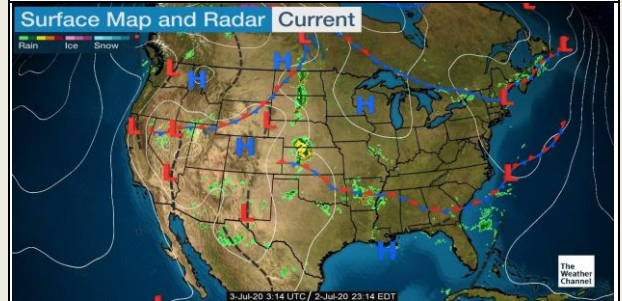 Surface Map and Radar Current
Rain Ice Snow
L
L
L
H
H
L
H
L
L
L
L
H
L
L
L
H
3-Jul-20 3:14 UTC 2-Jul-20 23:14 EDT
The
Weather
Channel